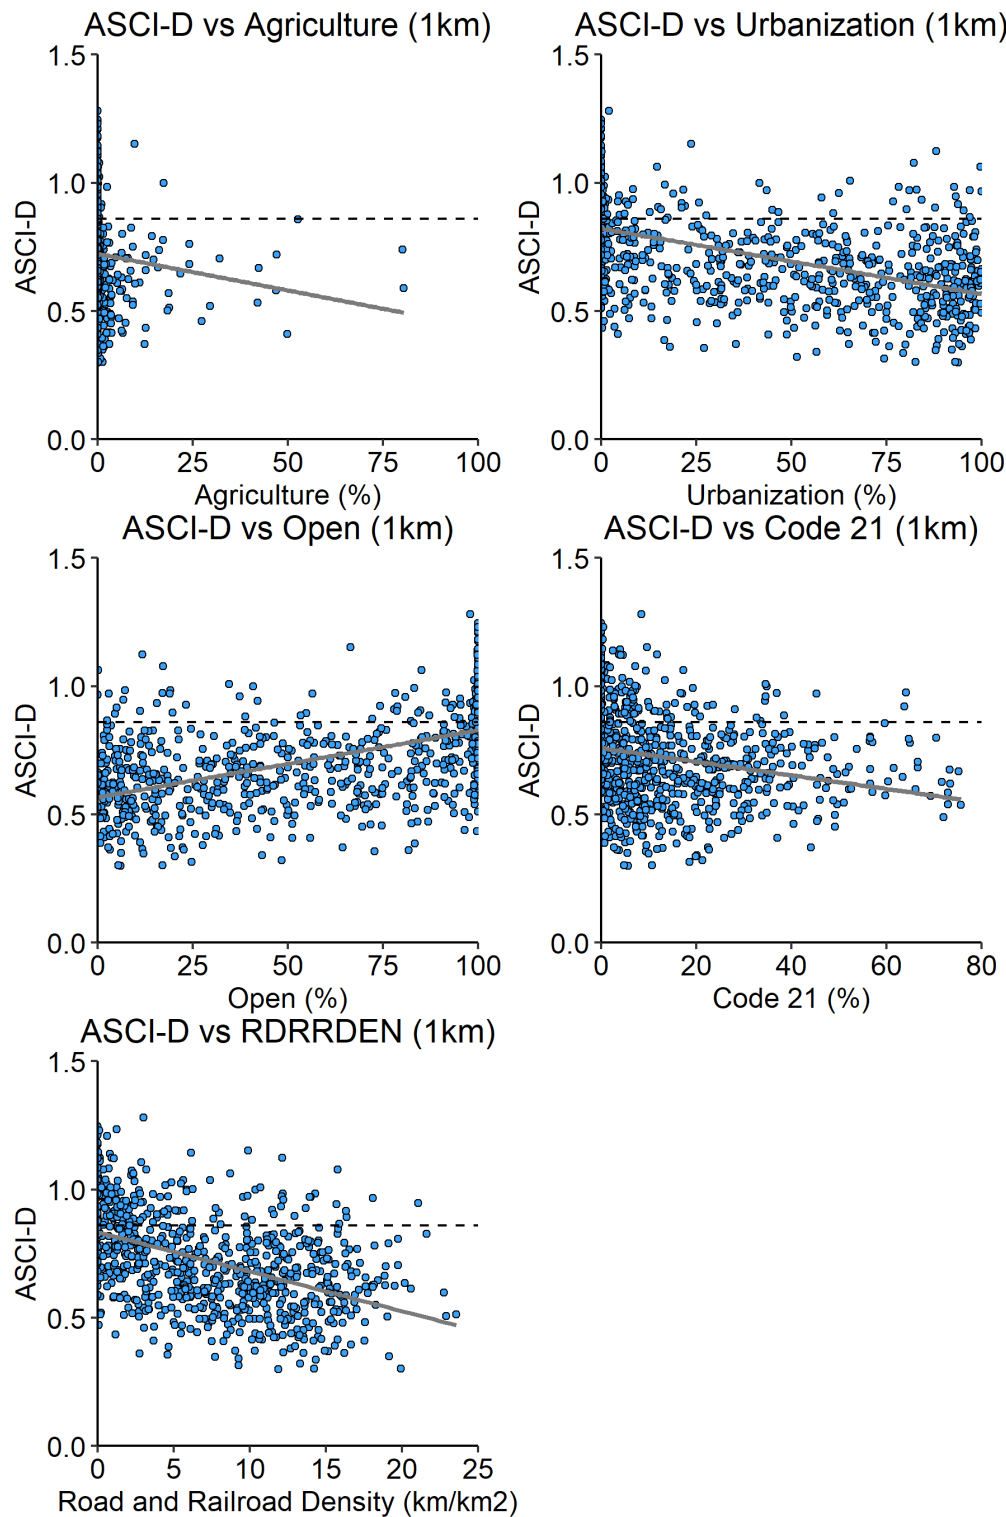 ASCI-D vs Agriculture (1km)
1.5
1.0
0.5
0.0
ASCI-D
0 25 50 75 100
Agriculture (%)
ASCI-D vs Urbanization (1km)
1.5
1.0
0.5
0.0
ASCI-D
0 25 50 75 100
Urbanization (%)
ASCI-D vs Open (1km)
1.5
1.0
0.5
0.0
ASCI-D
0 25 50 75 100
Open (%)
ASCI-D vs Code 21 (1km)
1.5
1.0
0.5
0.0
ASCI-D
0 20 40 60 80
Code 21 (%)
ASCI-D vs RDRRDEN (1km)
1.5
1.0
0.5
0.0
ASCI-D
0 5 10 15 20 25
Road and Railroad Density (km/km2)